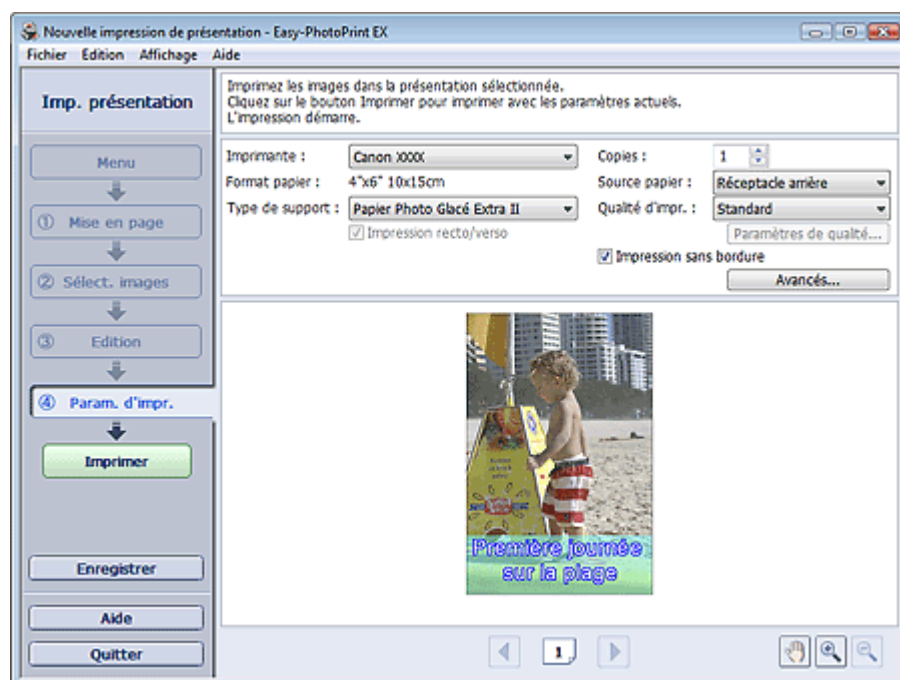 Nouvelle impression de présentation - Easy-PhotoPrint EX
Fichier Edition Affichage Aide
Imp. présentation
Imprimez les images dans la présentation sélectionnée.
Cliquez sur le bouton Imprimer pour imprimer avec les paramètres actuels.
L'impression démarre.
Menu
① Mise en page
② Sélect. images
③ Edition
④ Param. d'impr.
Imprimer
Enregistrer
Aide
Quitter
Imprimante : Canon XXXX
Format papier : 4"x6" 10x15cm
Type de support : Papier Photo Glacé Extra II
Impression recto/verso
Copies : 1
Source papier : Réceptacle arrière
Qualité d'impr. : Standard
Paramètres de qualité...
Impression sans bordure
Avancés...
Première journée
sur la plage
1